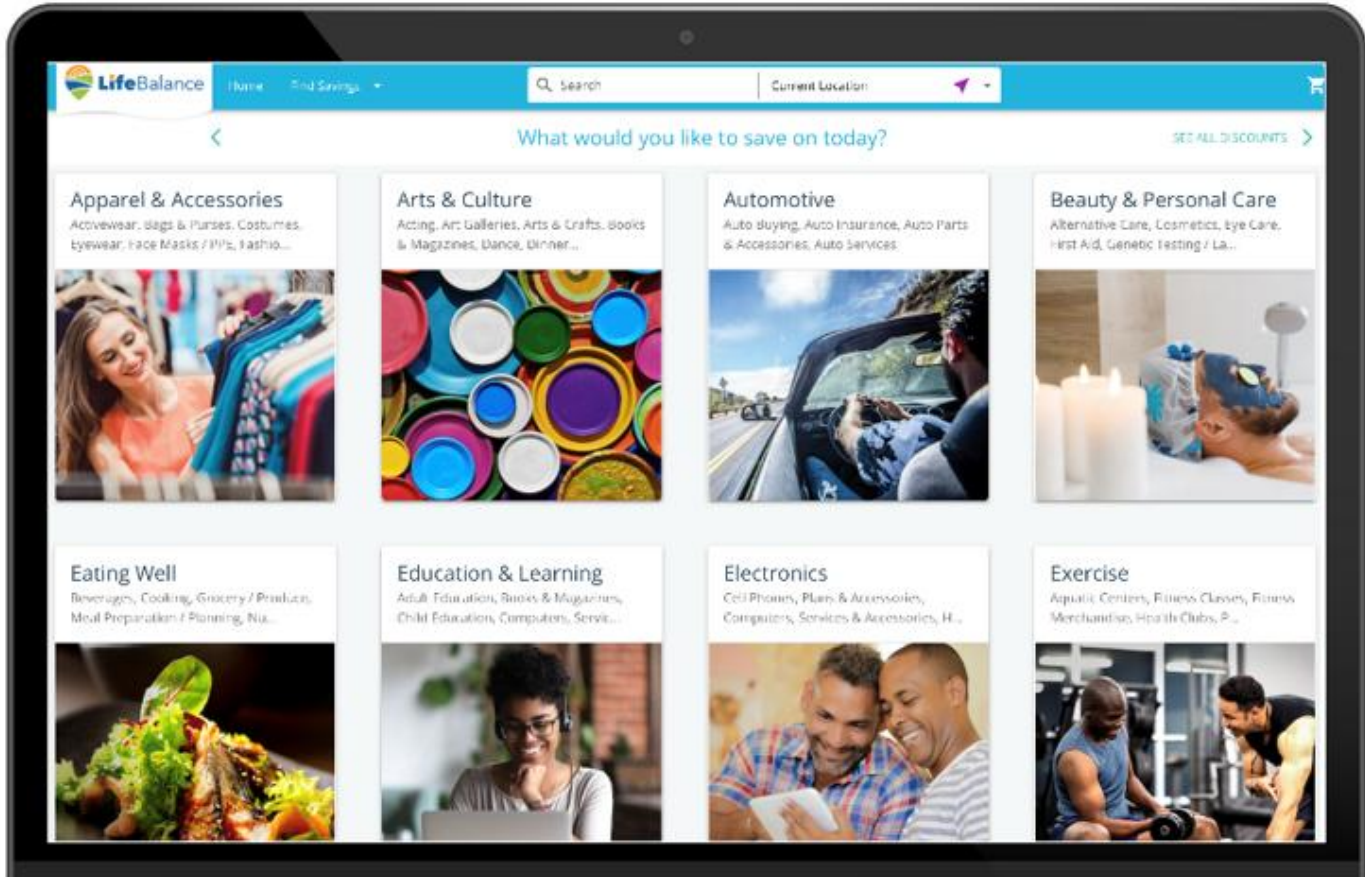 LifeBalance
Home Find Savings
Search
Current Location
What would you like to save on today?
SEE ALL DISCOUNTS
Apparel & Accessories
Activewear, Bags & Purses, Costumes,
Eyewear, Face Masks / PPE, Fashio...
Arts & Culture
Acting, Art Galleries, Arts & Crafts, Books
& Magazines, Dance, Dinner...
Automotive
Auto Buying, Auto Insurance, Auto Parts
& Accessories, Auto Services
Beauty & Personal Care
Alternative Care, Cosmetics, Eye Care,
First Aid, Genetic Testing / La...
Eating Well
Beverages, Cooking, Grocery / Produce,
Meal Preparation / Planning, Nu...
Education & Learning
Adult Education, Books & Magazines,
Child Education, Computers, Servic...
Electronics
Cell Phones, Plans & Accessories,
Computers, Services & Accessories, H...
Exercise
Aquatic Centers, Fitness Classes, Fitness
Merchandise, Health Clubs, P...